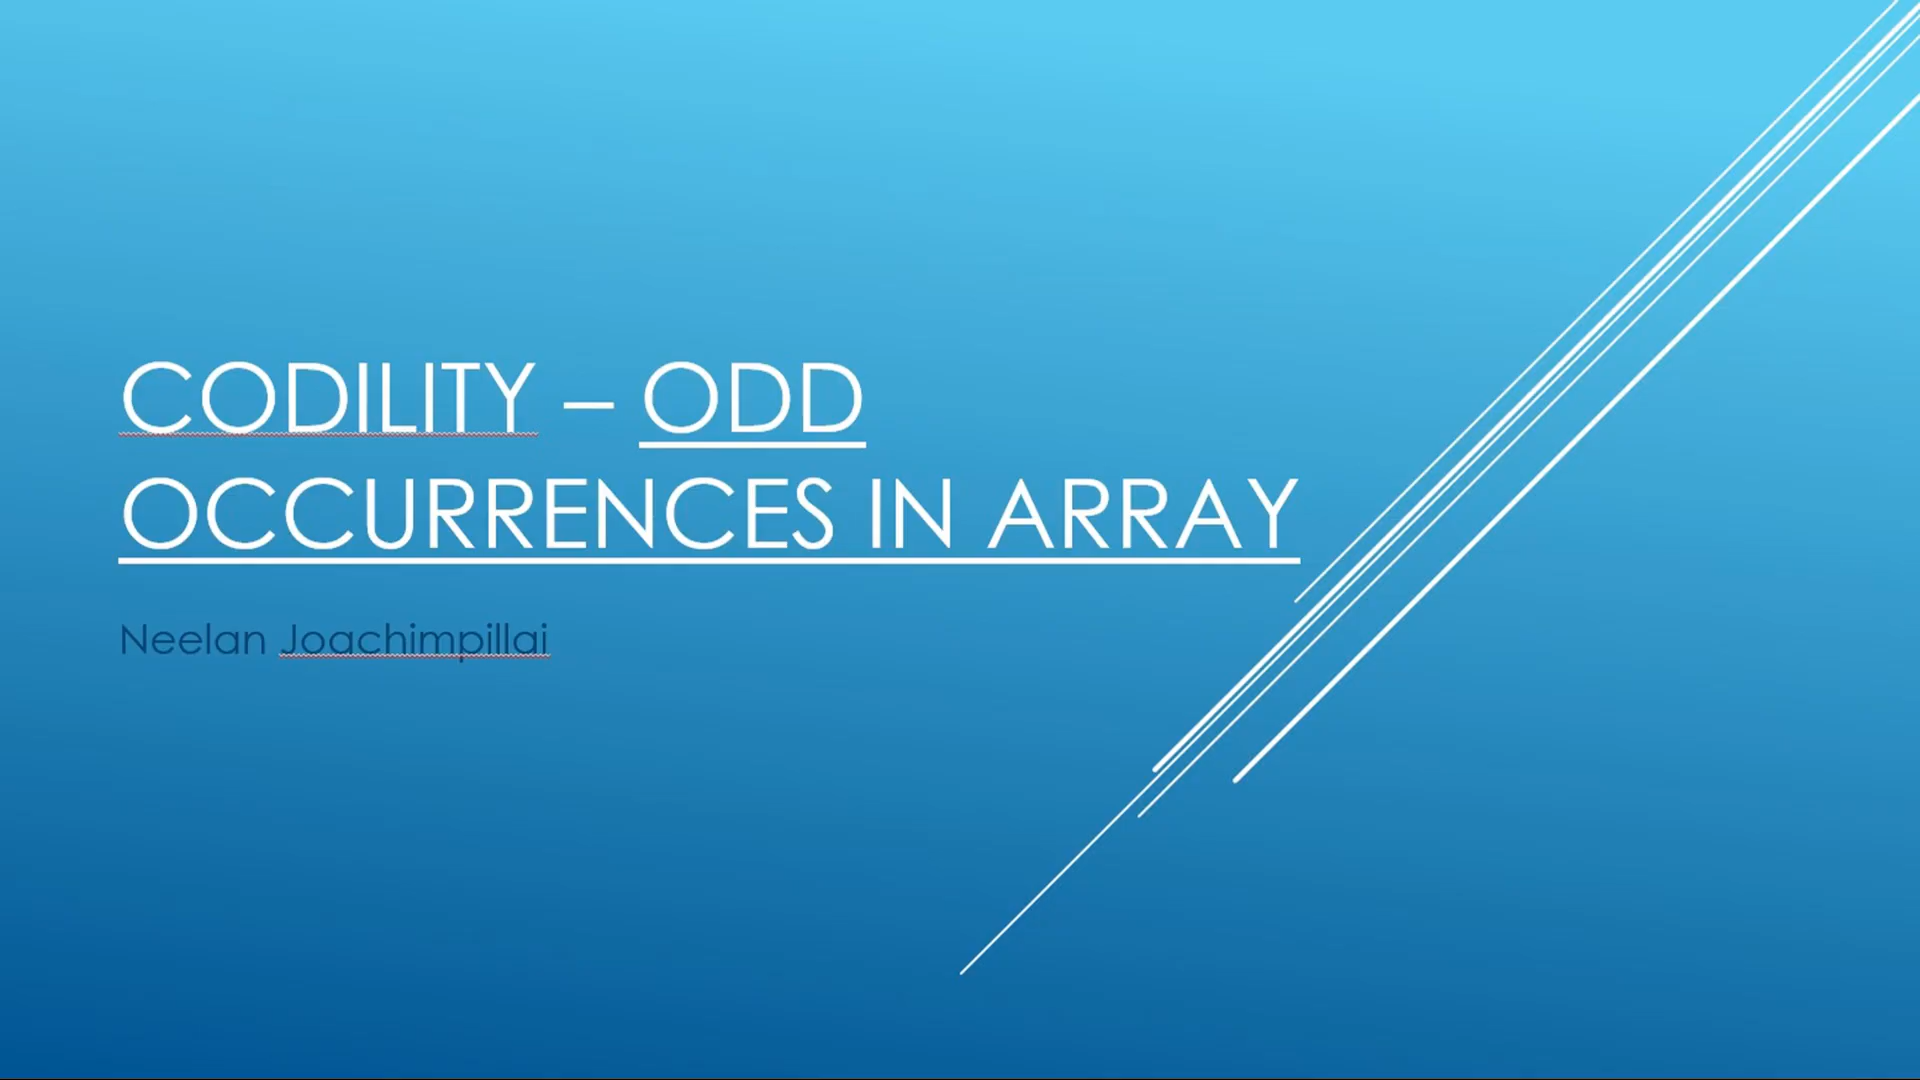 CODILITY – ODD
OCCURRENCES IN ARRAY
Neelan Joachimpillai